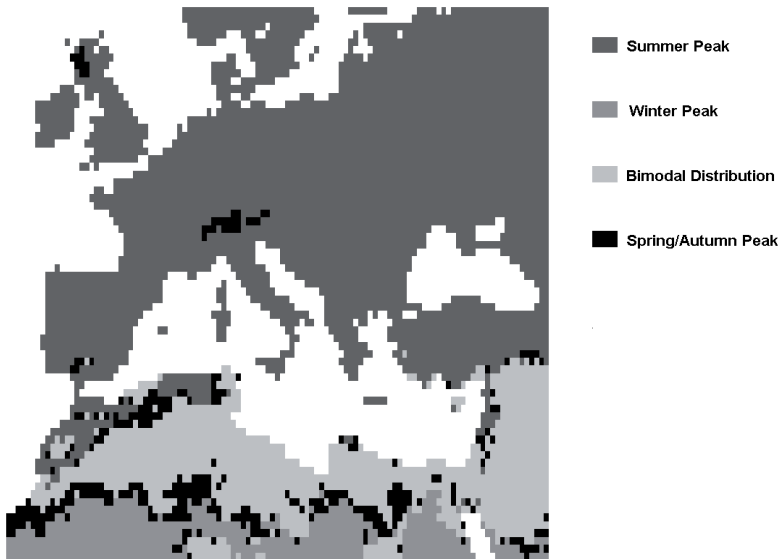 Summer Peak
Winter Peak
Bimodal Distribution
Spring/Autumn Peak